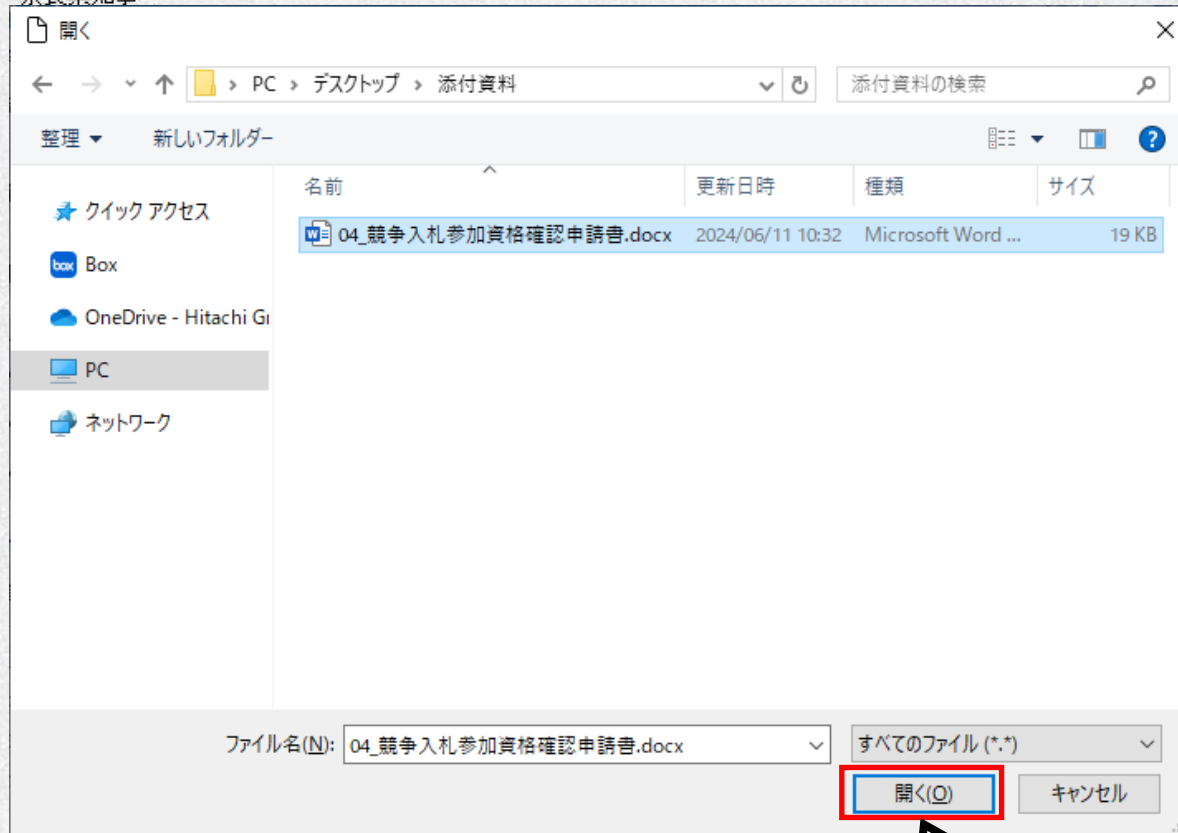 開く
PC > デスクトップ > 添付資料
添付資料の検索
整理
新しいフォルダー
名前 更新日時 種類 サイズ
クイック アクセス
04_競争入札参加資格確認申請書.docx 2024/06/11 10:32 Microsoft Word ... 19 KB
box Box
OneDrive - Hitachi Gr
PC
ネットワーク
ファイル名(N): 04_競争入札参加資格確認申請書.docx すべてのファイル (*.*)
開く(O) キャンセル